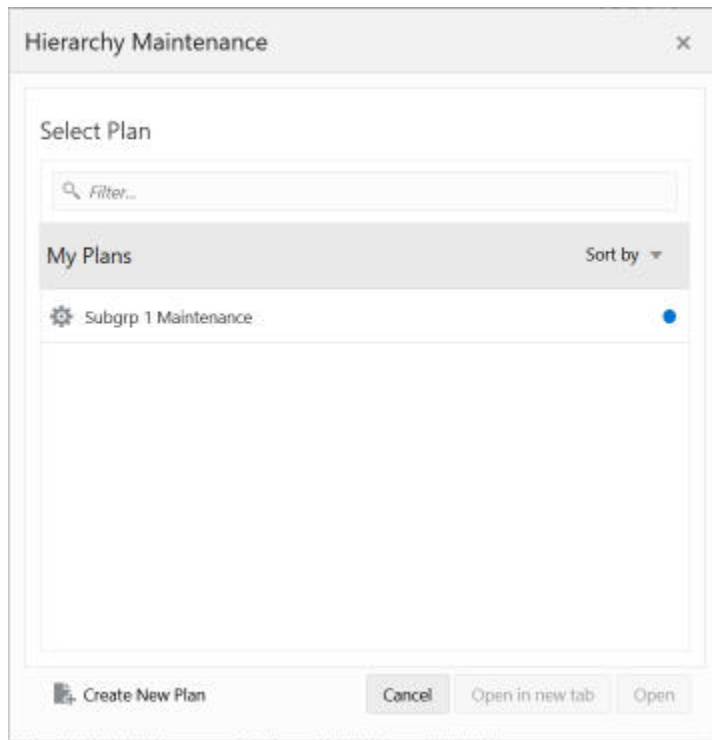 Hierarchy Maintenance
Select Plan
Filter...
My Plans Sort by
Subgrp 1 Maintenance
Create New Plan Cancel Open in new tab Open